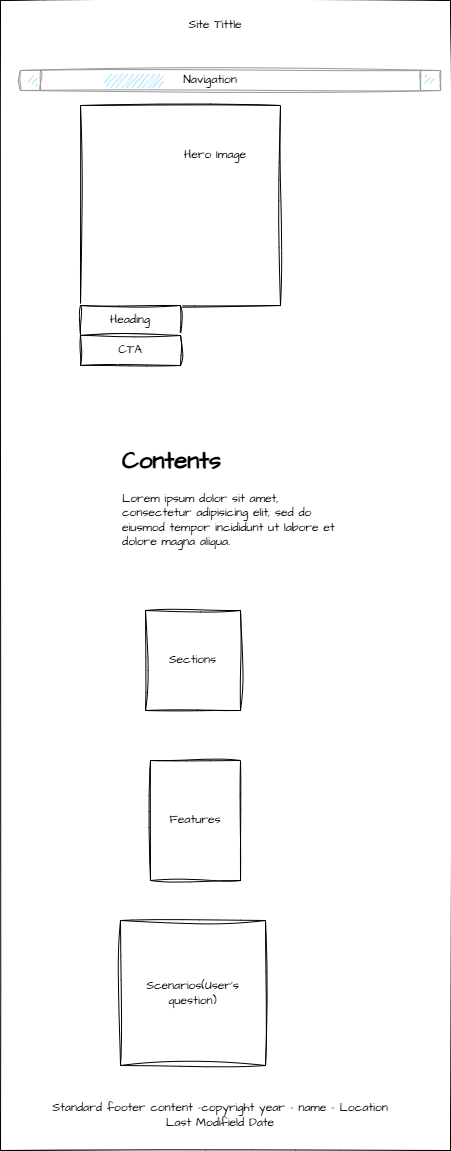 Site Tittle
Navigation
Hero Image
Heading
CTA
Contents
Lorem ipsum dolor sit amet,
consectetur adipisicing elit, sed do
eiusmod tempor incididunt ut labore et
dolore magna aliqua.
Sections
Features
Scenarios(User's
question)
Standard footer content -copyright year - name - Location
Last Modifield Date